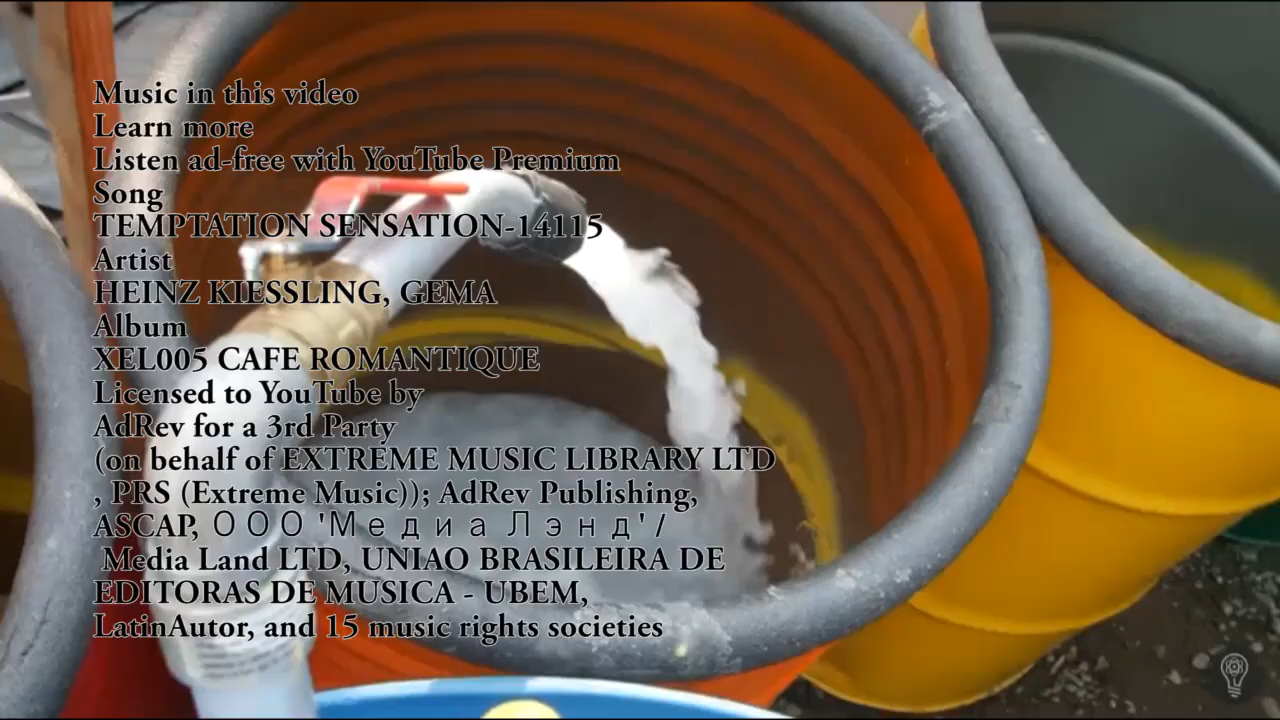 Music in this video
Learn more
Listen ad-free with YouTube Premium
Song
TEMPTATION SENSATION-14115
Artist
HEINZ KIESSLING, GEMA
Album
XEL005 CAFE ROMANTIQUE
Licensed to YouTube by
AdRev for a 3rd Party
(on behalf of EXTREME MUSIC LIBRARY LTD
, PRS (Extreme Music)); AdRev Publishing,
ASCAP, ООО 'Медиа Лэнд'/
Media Land LTD, UNIAO BRASILEIRA DE
EDITORAS DE MUSICA - UBEM,
LatinAutor, and 15 music rights societies